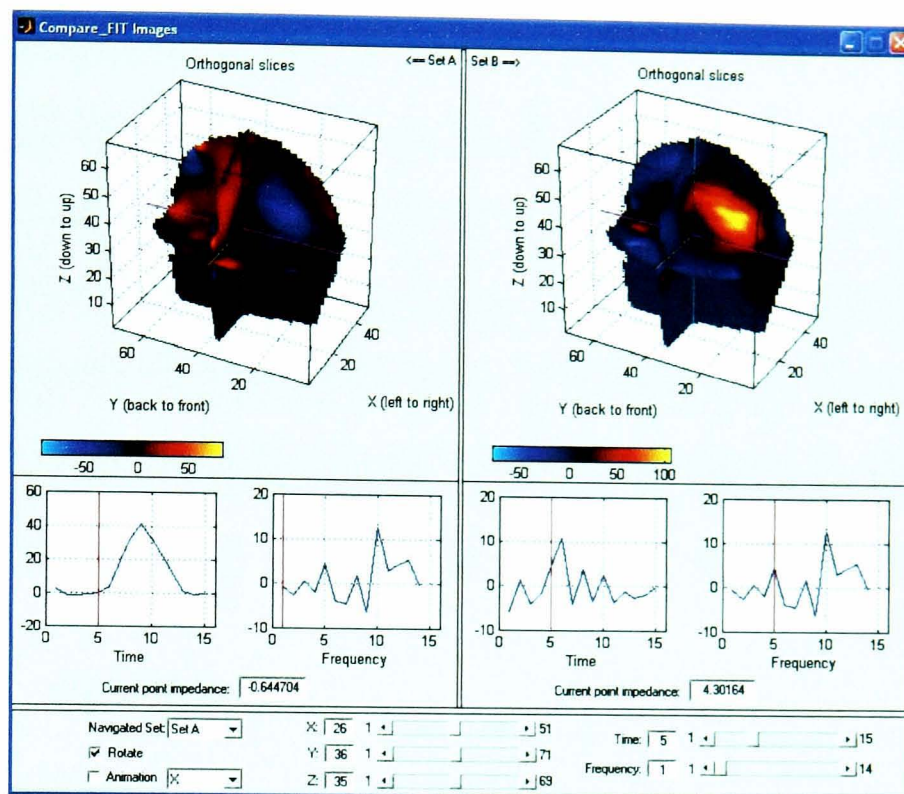 Compare_FIT Images
<== Set A
Set B ==>
Orthogonal slices
Z (down to up)
60
50
40
30
20
10
60
40
20
Y (back to front)
40
20
X (left to right)
-50 0 50
Orthogonal slices
Z (down to up)
60
50
40
30
20
10
60
40
20
Y (back to front)
40
20
X (left to right)
-50 0 50 100
60
40
20
0
-20
0 5 10 15
Time
20
10
0
-10
0 5 10 15
Frequency
Current point impedance: -0.644704
20
10
0
-10
0 5 10 15
Time
20
10
0
-10
0 5 10 15
Frequency
Current point impedance: 4.30164
Navigated Set: Set A
Rotate
Animation X
X: 26 1 51
Y: 36 1 71
Z: 35 1 69
Time: 5 1 15
Frequency: 1 1 14